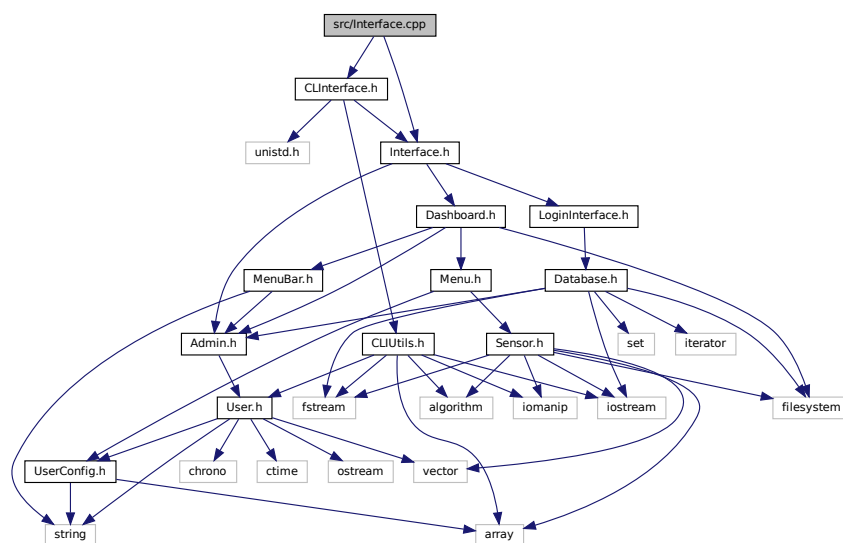 src/Interface.cpp
CLInterface.h
unistd.h
Interface.h
Dashboard.h
LoginInterface.h
MenuBar.h
Menu.h
Database.h
Admin.h
CLIUtils.h
Sensor.h
set
iterator
User.h
fstream
algorithm
iomanip
iostream
filesystem
UserConfig.h
chrono
ctime
ostream
vector
string
array